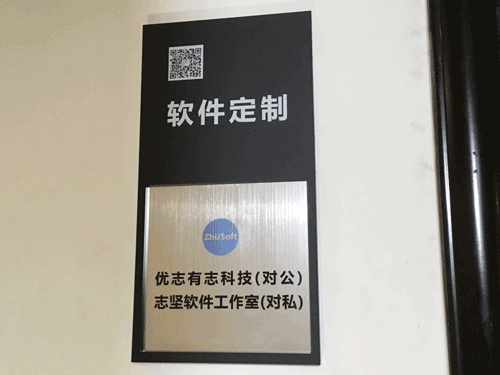 软件定制
ZhiJSoft
优志有志科技(对公)
志坚软件工作室(对私)